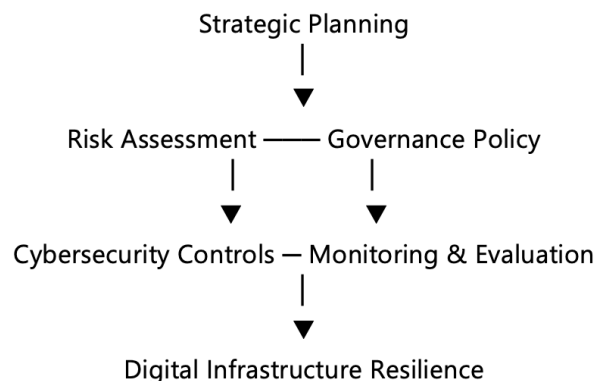 Strategic Planning
Risk Assessment ─── Governance Policy
Cybersecurity Controls ─ Monitoring & Evaluation
Digital Infrastructure Resilience